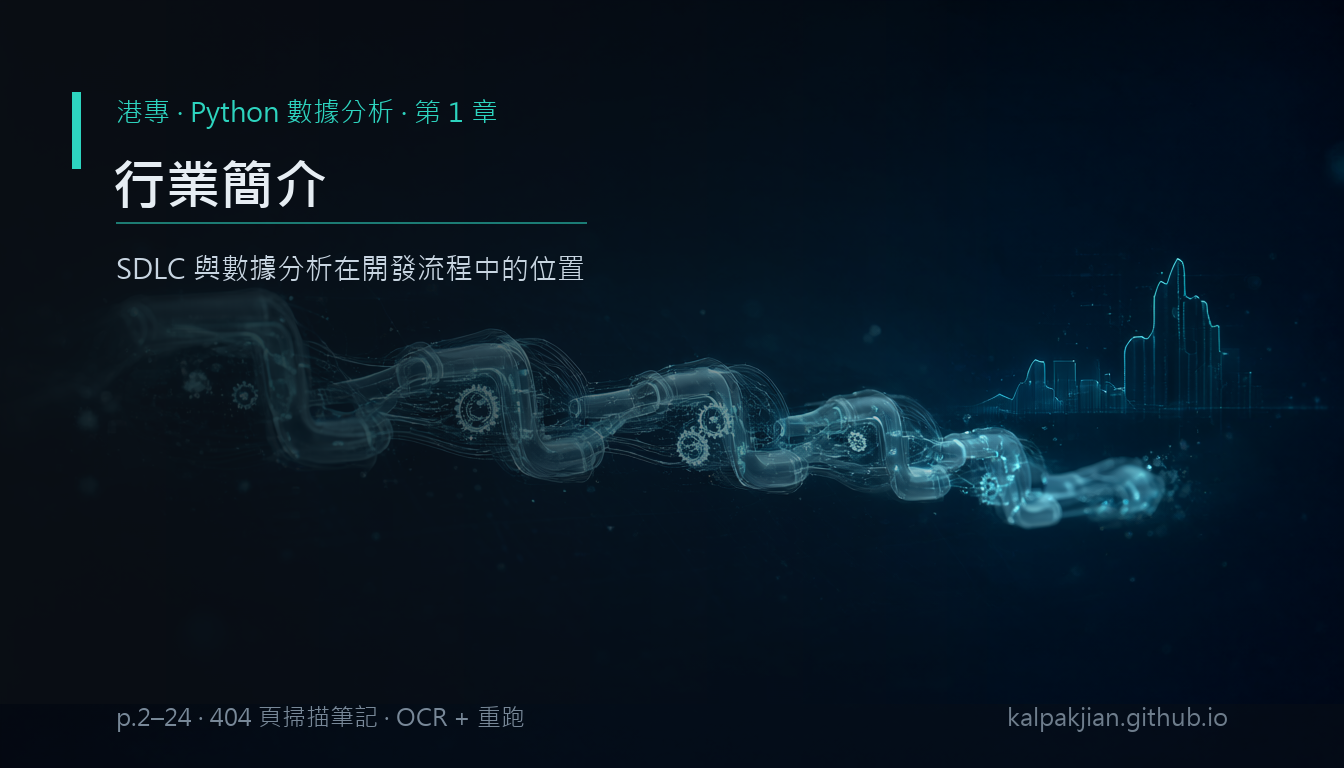 港專 · Python 數據分析 · 第 1 章
行業簡介
SDLC 與數據分析在開發流程中的位置
p.2–24 · 404 頁掃描筆記 · OCR + 重跑
kalpakjian.github.io